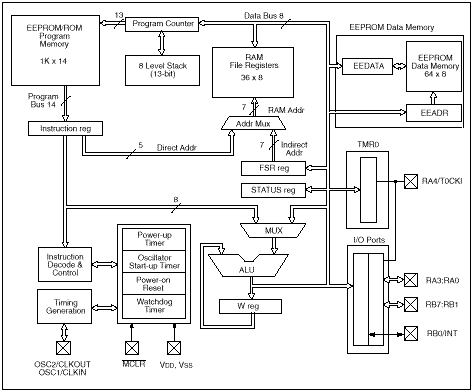 EEPROM/ROM
Program
Memory
1K x 14
13
Program Counter
Data Bus 8
8 Level Stack
(13-bit)
RAM
File Registers
36 x 8
EEPROM Data Memory
EEDATA
EEPROM
Data Memory
64 x 8
EEADR
Program
Bus 14
7
RAM Addr
Instruction reg
Addr Mux
5
Direct Addr
7
Indirect
Addr
FSR reg
TMR0
STATUS reg
RA4/T0CKI
8
MUX
Power-up
Timer
I/O Ports
Instruction
Decode &
Control
Oscillator
Start-up Timer
ALU
RA3:RA0
Power-on
Reset
Timing
Generation
Watchdog
Timer
W reg
RB7:RB1
RB0/INT
OSC2/CLKOUT
OSC1/CLKIN
MCLR
VDD, VSS